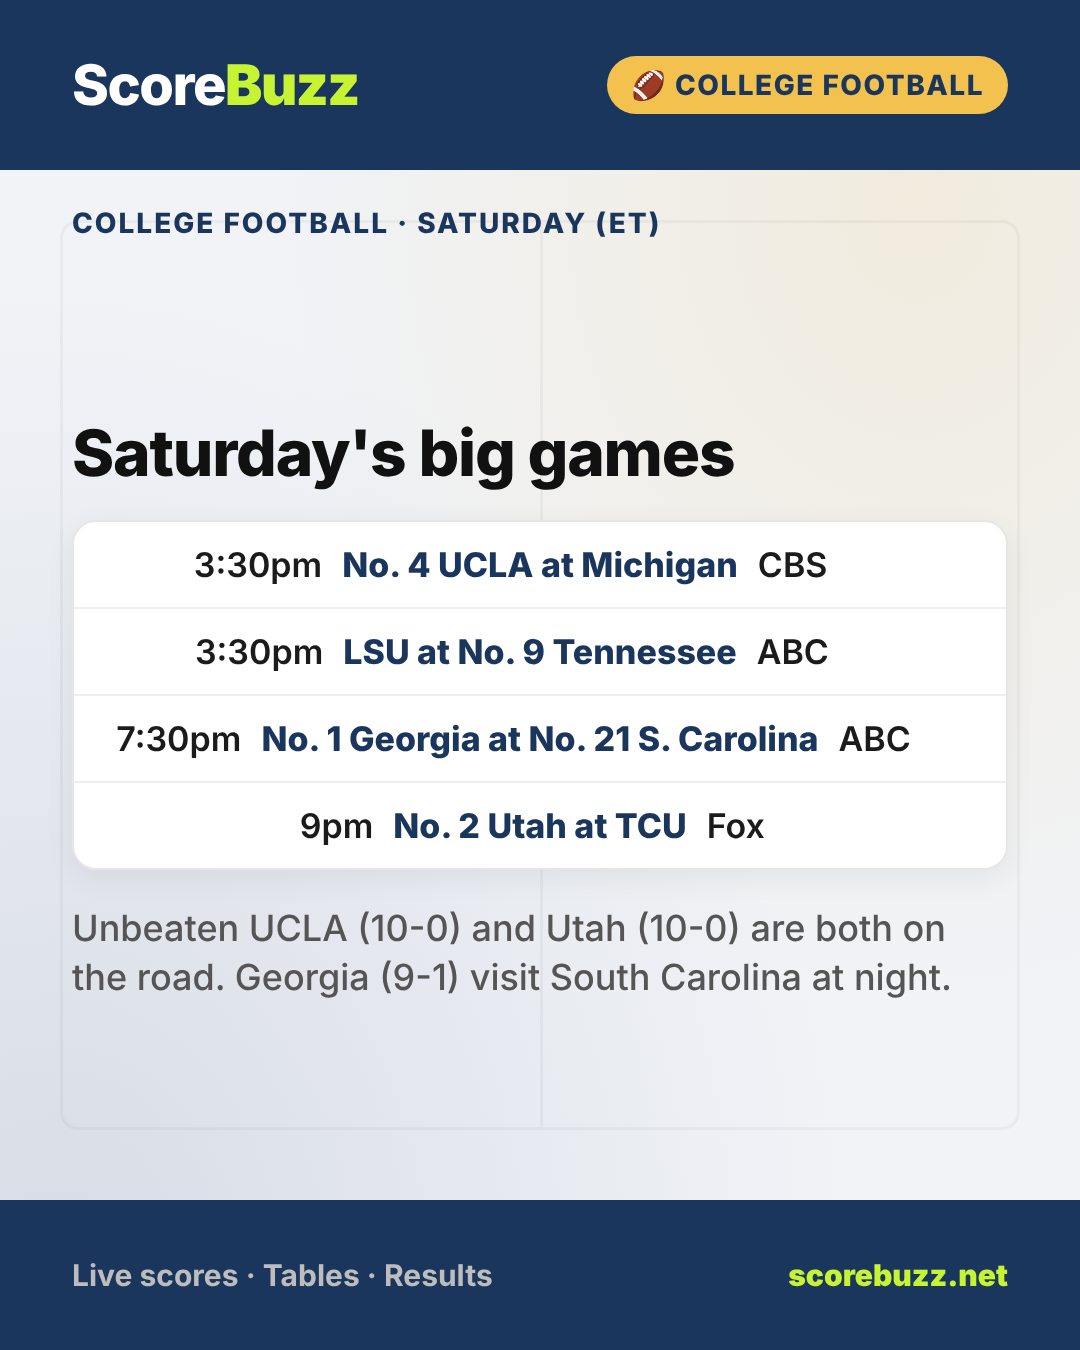 ScoreBuzz
🏈 COLLEGE FOOTBALL
COLLEGE FOOTBALL · SATURDAY (ET)
Saturday's big games
3:30pm No. 4 UCLA at Michigan CBS
3:30pm LSU at No. 9 Tennessee ABC
7:30pm No. 1 Georgia at No. 21 S. Carolina ABC
9pm No. 2 Utah at TCU Fox
Unbeaten UCLA (10-0) and Utah (10-0) are both on
the road. Georgia (9-1) visit South Carolina at night.
Live scores · Tables · Results
scorebuzz.net